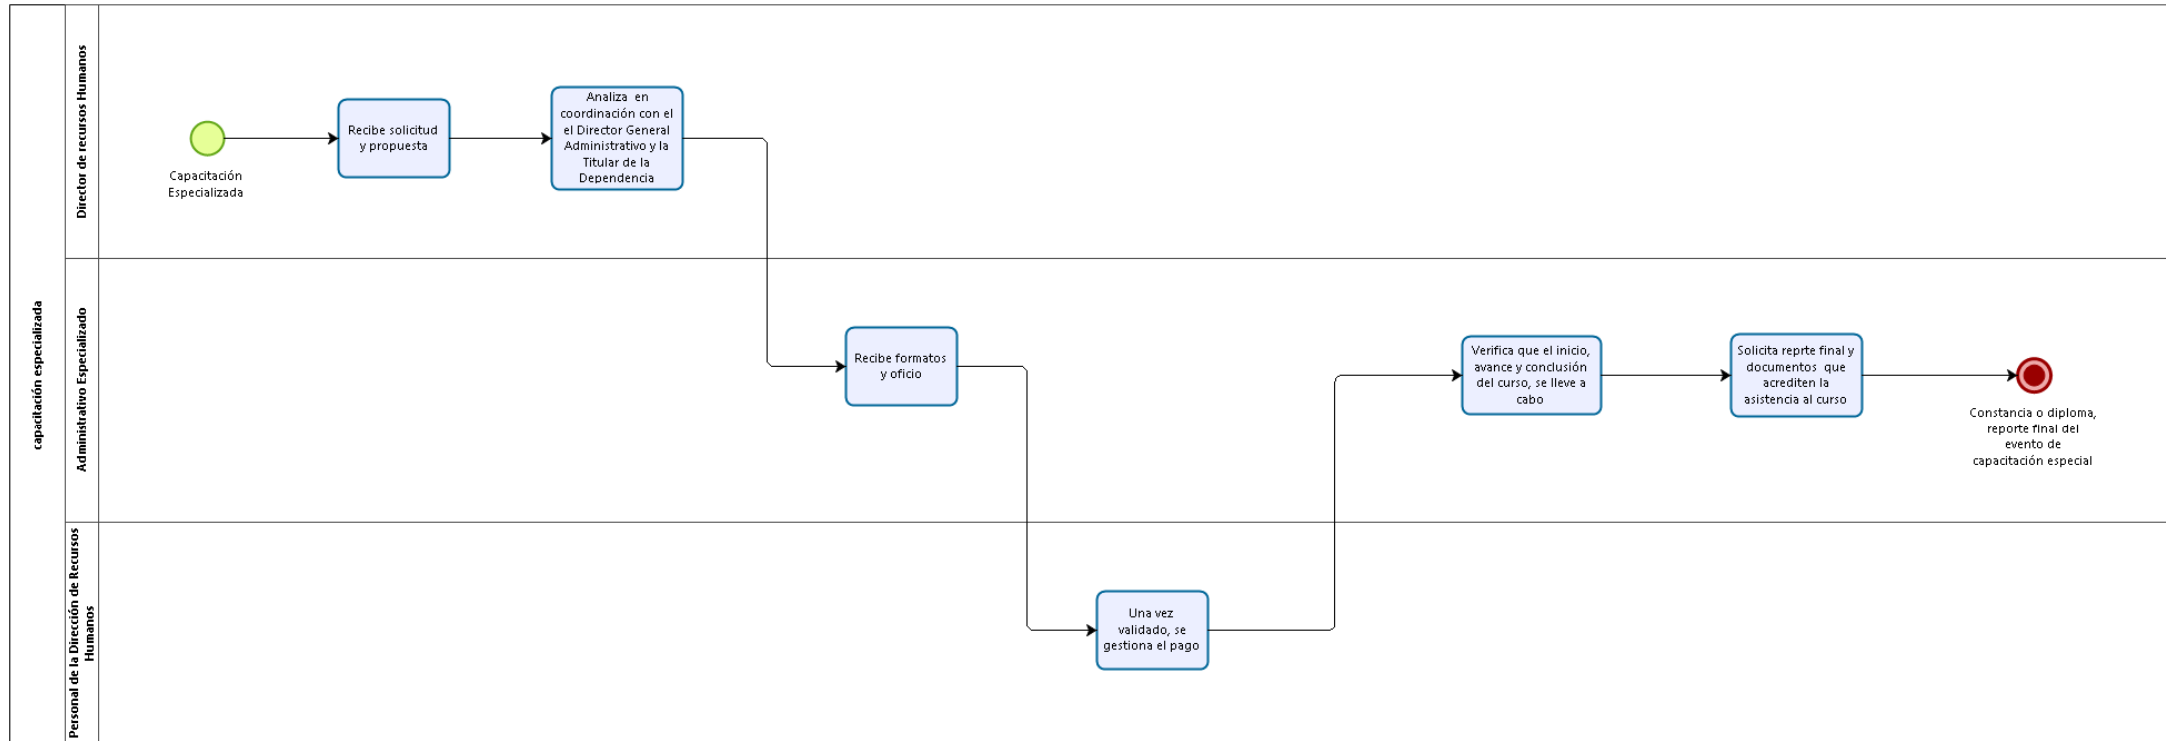 capacitación especializada
Director de recursos Humanos
Capacitación
Especializada
Recibe solicitud
y propuesta
Analiza en
coordinación con el
el Director General
Administrativo y la
Titular de la
Dependencia
Administrativo Especializado
Recibe formatos
y oficio
Verifica que el inicio,
avance y conclusión
del curso, se lleve a
cabo
Solicita reprte final y
documentos que
acrediten la
asistencia al curso
Constancia o diploma,
reporte final del
evento de
capacitación especial
Personal de la Dirección de Recursos
Humanos
Una vez
validado, se
gestiona el pago